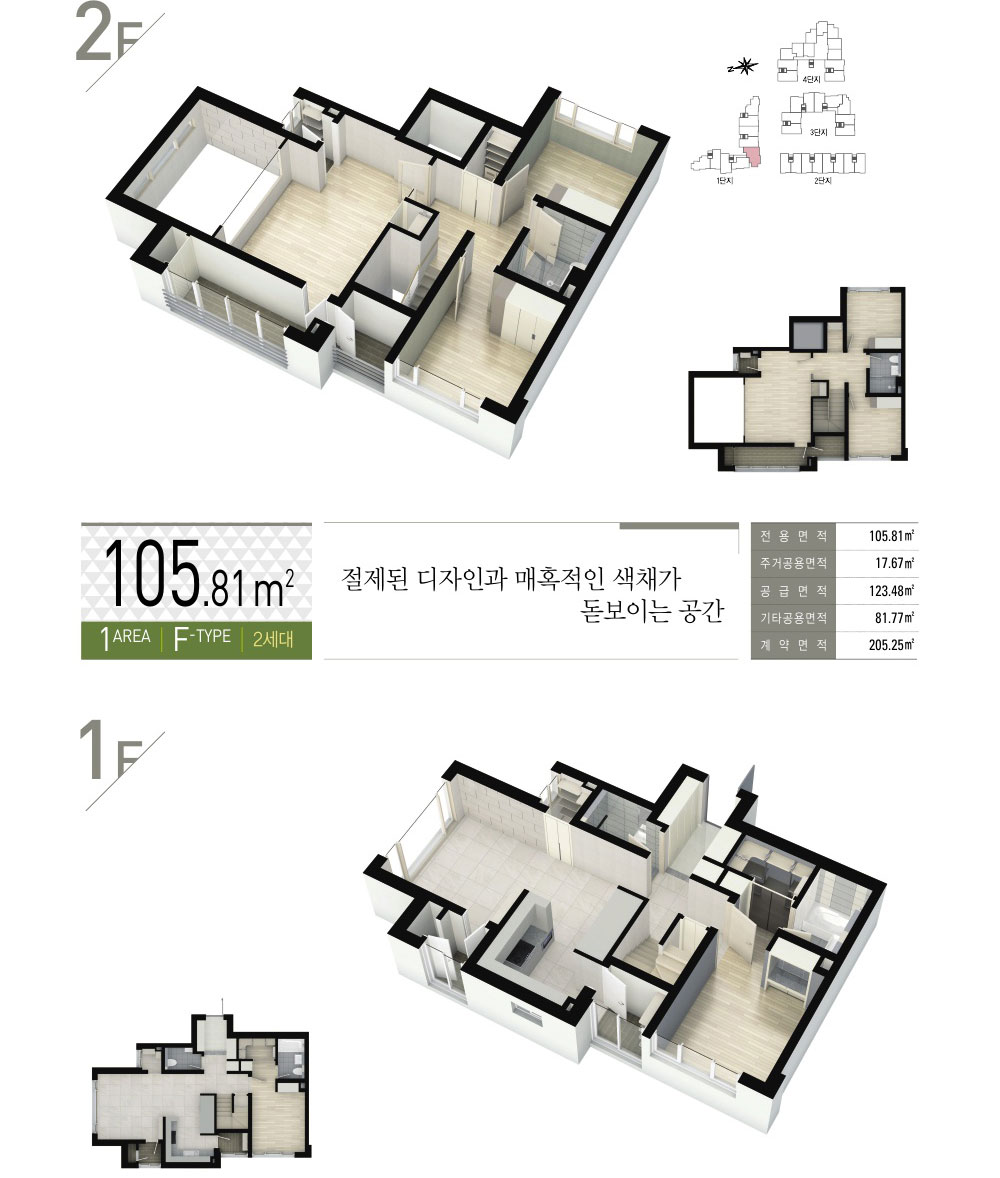 2F
N
4단지
3단지
1단지
2단지
105.81m²
1AREA F-TYPE 2세대
절제된 디자인과 매혹적인 색채가
돋보이는 공간
전용면적 105.81㎡
주거공용면적 17.67㎡
공급면적 123.48㎡
기타공용면적 81.77㎡
계약면적 205.25㎡
1F